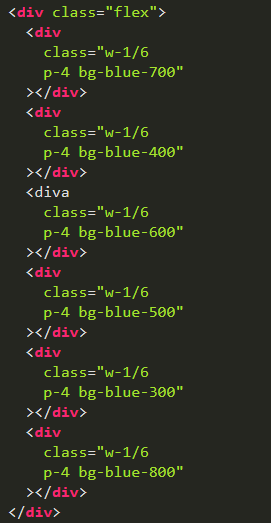 <div class="flex">
<div
class="w-1/6
p-4 bg-blue-700"
></div>
<div
class="w-1/6
p-4 bg-blue-400"
></div>
<diva
class="w-1/6
p-4 bg-blue-600"
></div>
<div
class="w-1/6
p-4 bg-blue-500"
></div>
<div
class="w-1/6
p-4 bg-blue-300"
></div>
<div
class="w-1/6
p-4 bg-blue-800"
></div>
</div>